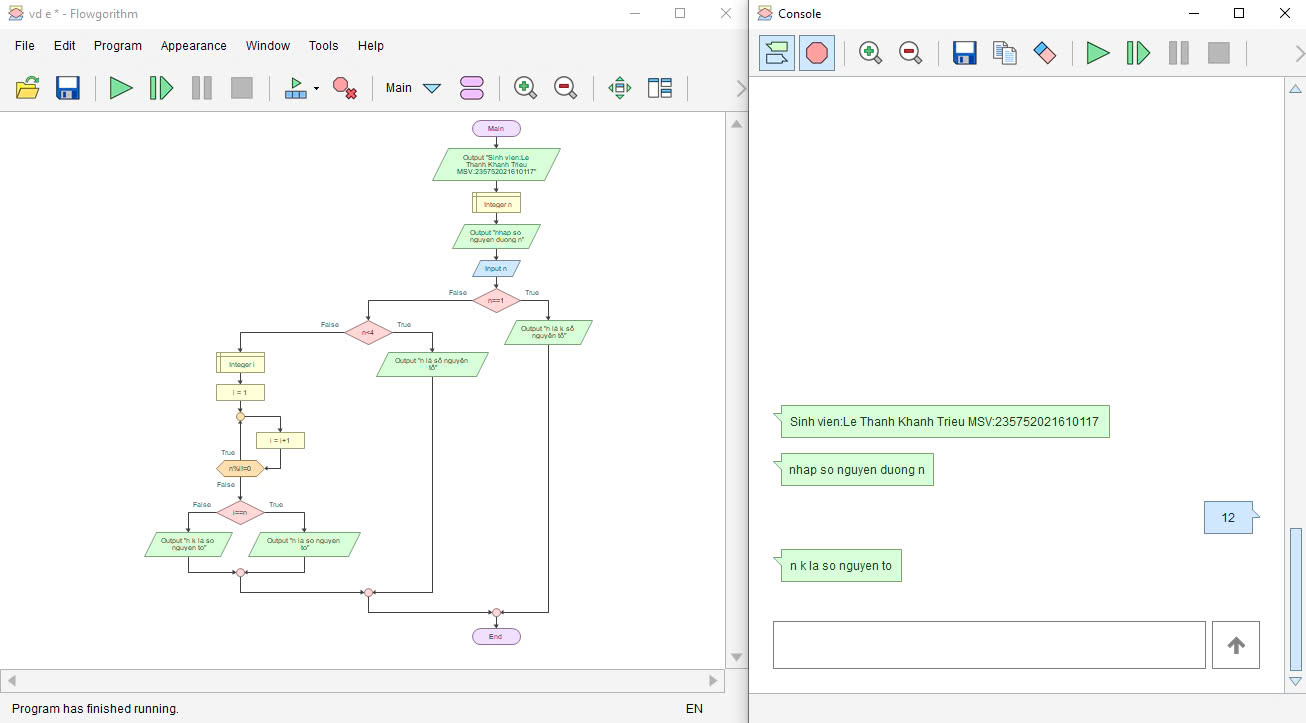 vd e * - Flowgorithm
File Edit Program Appearance Window Tools Help
Main
Main
Output "Sinh vien:Le
Thanh Khanh Trieu
MSV:235752021610117"
Integer n
Output "nhap so
nguyen duong n"
Input n
False
n==1
True
False
n<4
True
Output "n là k số
nguyên tố"
Integer i
Output "n là số nguyên
tố"
i = 1
i = i+1
True
n%i!=0
False
False
i==n
True
Output "n k la so
nguyen to"
Output "n la so nguyen
to"
End
Program has finished running.
EN
Console
Sinh vien:Le Thanh Khanh Trieu MSV:235752021610117
nhap so nguyen duong n
12
n k la so nguyen to